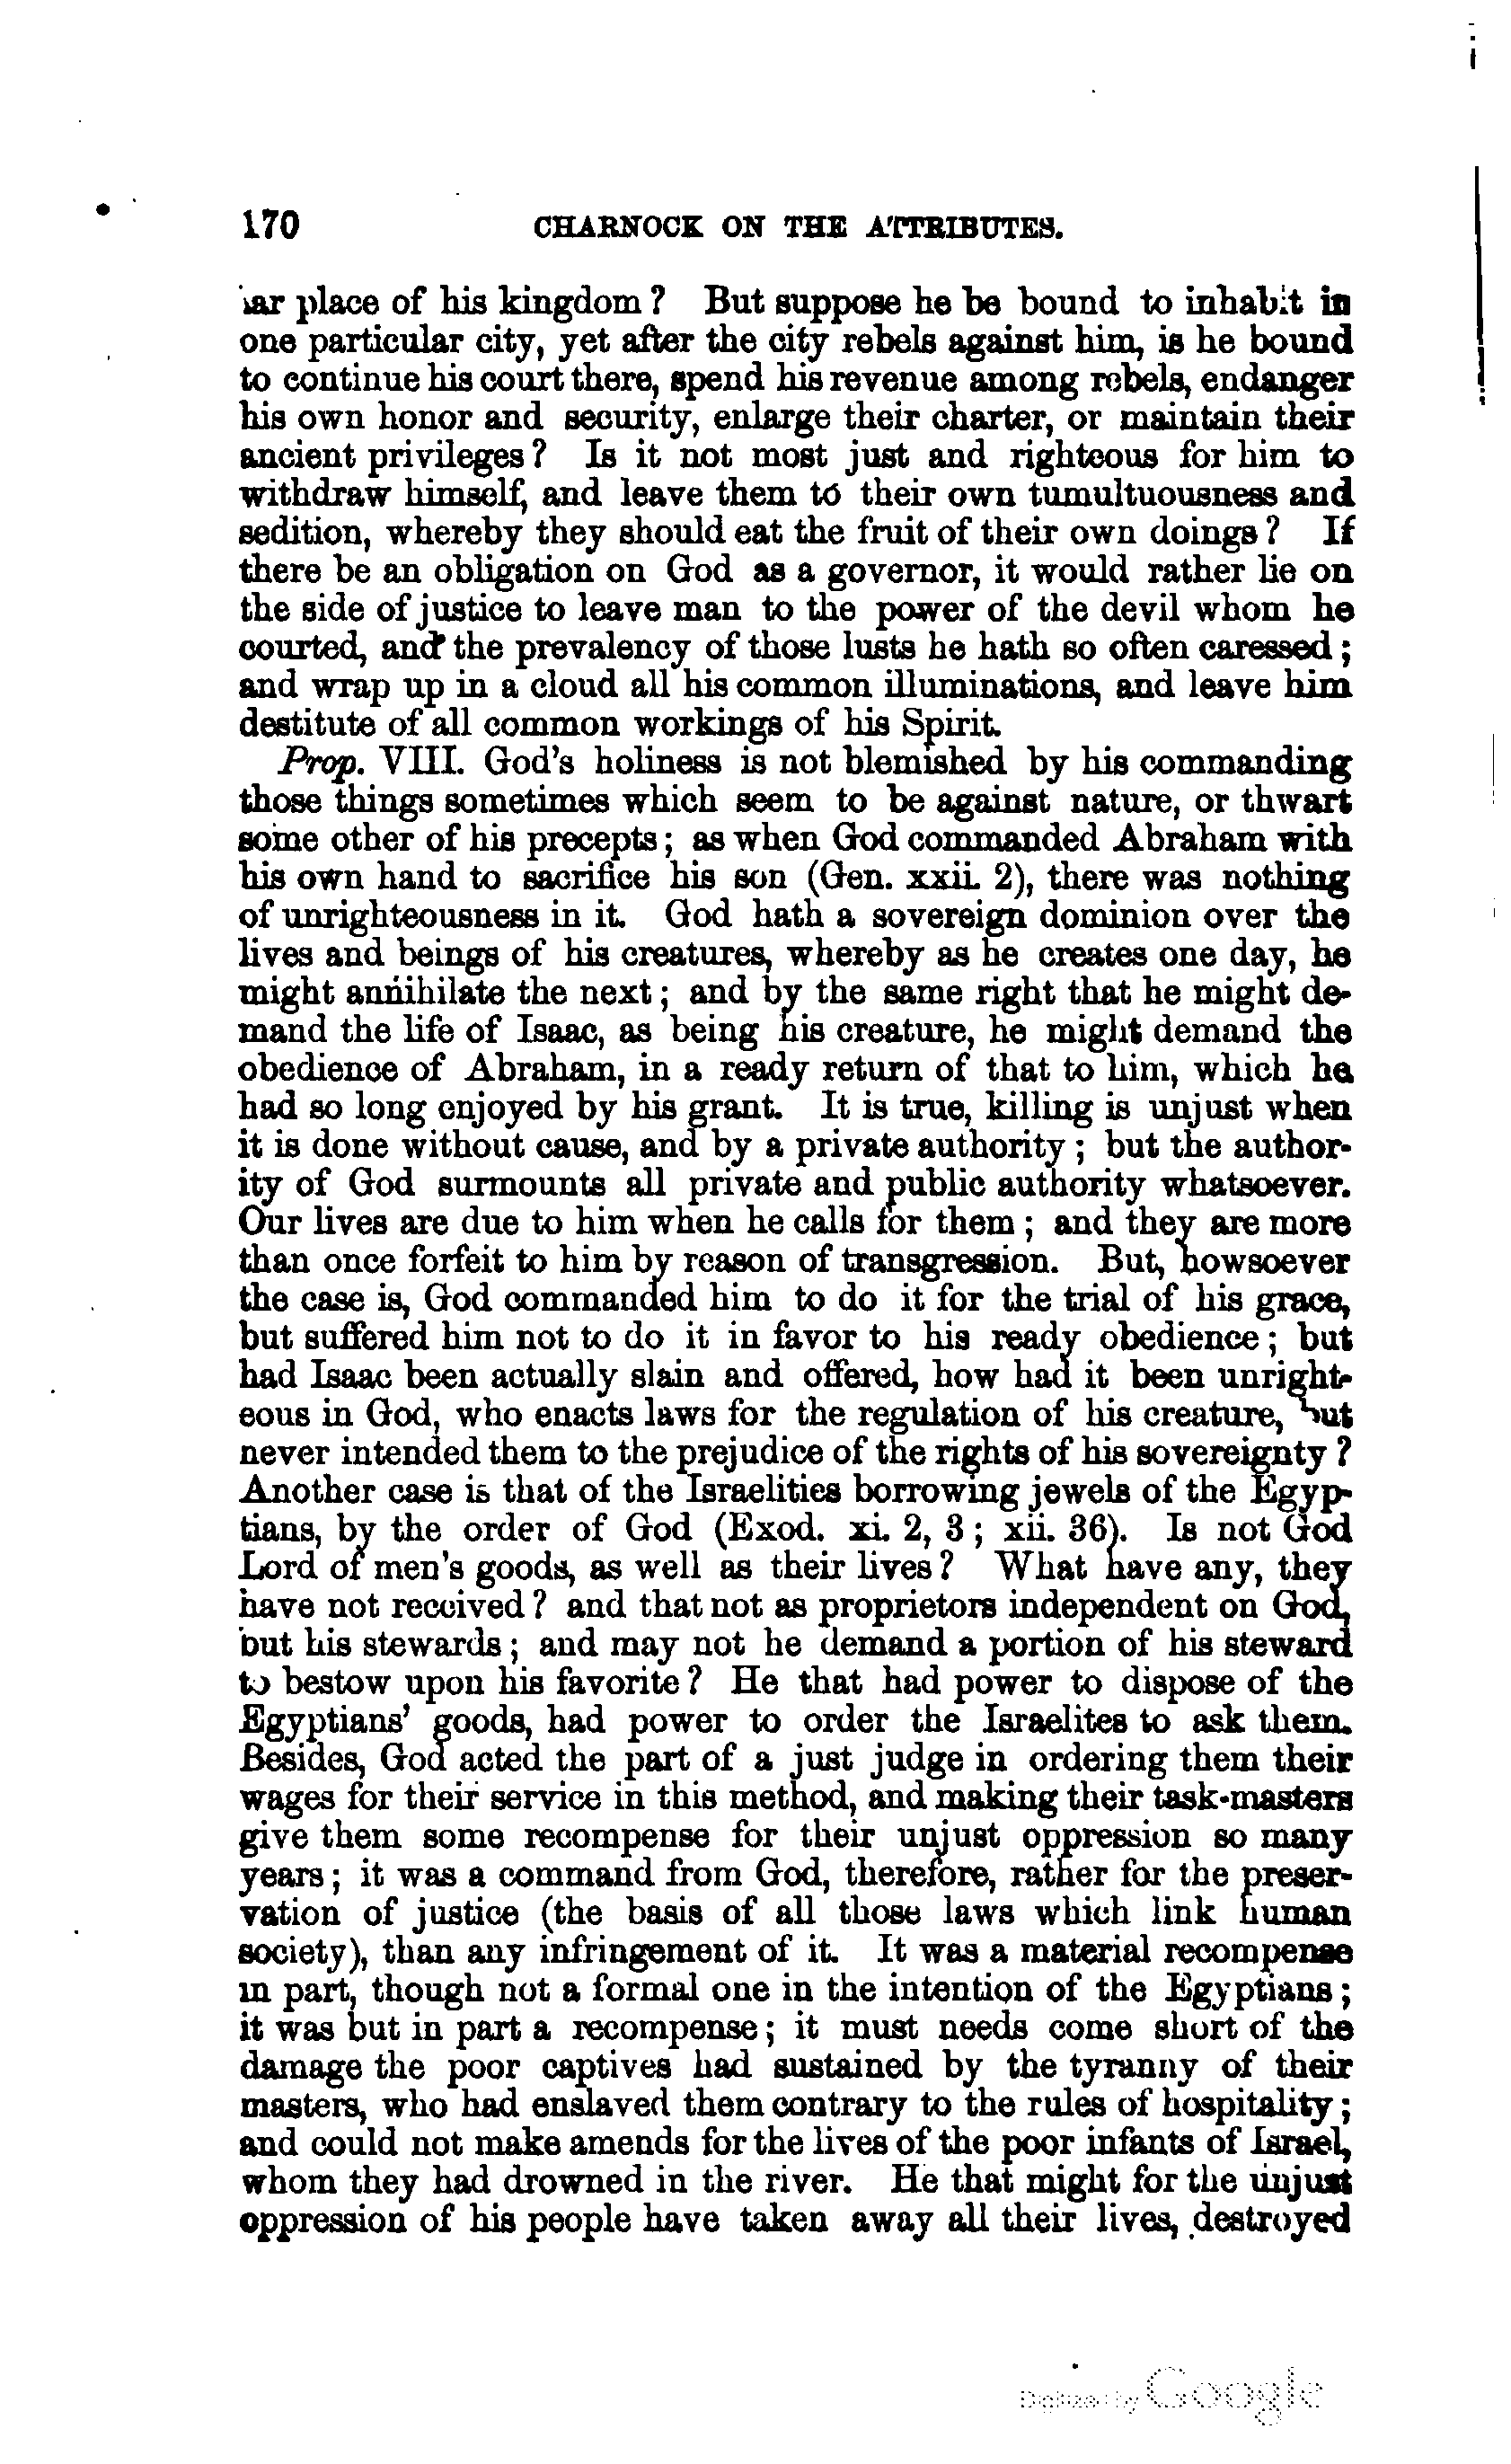 170 CHARNOCK ON THE ATTRIBUTES.
ar place of his kingdom? But suppose he be bound to inhabit in
one particular city, yet after the city rebels against him, is he bound
to continue his court there, spend his revenue among rebels, endanger
his own honor and security, enlarge their charter, or maintain their
ancient privileges? Is it not most just and righteous for him to
withdraw himself, and leave them to their own tumultuousness and
sedition, whereby they should eat the fruit of their own doings? If
there be an obligation on God as a governor, it would rather lie on
the side of justice to leave man to the power of the devil whom he
courted, and the prevalency of those lusts he hath so often caressed;
and wrap up in a cloud all his common illuminations, and leave him
destitute of all common workings of his Spirit.
Prop. VIII. God's holiness is not blemished by his commanding
those things sometimes which seem to be against nature, or thwart
some other of his precepts; as when God commanded Abraham with
his own hand to sacrifice his son (Gen. xxii. 2), there was nothing
of unrighteousness in it. God hath a sovereign dominion over the
lives and beings of his creatures, whereby as he creates one day, he
might annihilate the next; and by the same right that he might de-
mand the life of Isaac, as being his creature, he might demand the
obedience of Abraham, in a ready return of that to him, which he
had so long enjoyed by his grant. It is true, killing is unjust when
it is done without cause, and by a private authority; but the author-
ity of God surmounts all private and public authority whatsoever.
Our lives are due to him when he calls for them; and they are more
than once forfeit to him by reason of transgression. But, howsoever
the case is, God commanded him to do it for the trial of his grace,
but suffered him not to do it in favor to his ready obedience; but
had Isaac been actually slain and offered, how had it been unright-
eous in God, who enacts laws for the regulation of his creature, but
never intended them to the prejudice of the rights of his sovereignty?
Another case is that of the Israelities borrowing jewels of the Egyp-
tians, by the order of God (Exod. xi. 2, 3; xii. 36). Is not God
Lord of men's goods, as well as their lives? What have any, they
have not received? and that not as proprietors independent on God,
but his stewards; and may not he demand a portion of his steward
to bestow upon his favorite? He that had power to dispose of the
Egyptians' goods, had power to order the Israelites to ask them.
Besides, God acted the part of a just judge in ordering them their
wages for their service in this method, and making their task-masters
give them some recompense for their unjust oppression so many
years; it was a command from God, therefore, rather for the preser-
vation of justice (the basis of all those laws which link human
society), than any infringement of it. It was a material recompense
in part, though not a formal one in the intention of the Egyptians;
it was but in part a recompense; it must needs come short of the
damage the poor captives had sustained by the tyranny of their
masters, who had enslaved them contrary to the rules of hospitality;
and could not make amends for the lives of the poor infants of Israel,
whom they had drowned in the river. He that might for the unjust
oppression of his people have taken away all their lives, destroyed
Digitized by Google